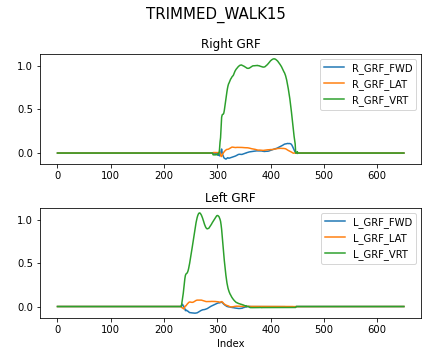 TRIMMED_WALK15
Right GRF
R_GRF_FWD
R_GRF_LAT
R_GRF_VRT
1.0
0.5
0.0
0 100 200 300 400 500 600
Left GRF
L_GRF_FWD
L_GRF_LAT
L_GRF_VRT
1.0
0.5
0.0
0 100 200 300 400 500 600
Index